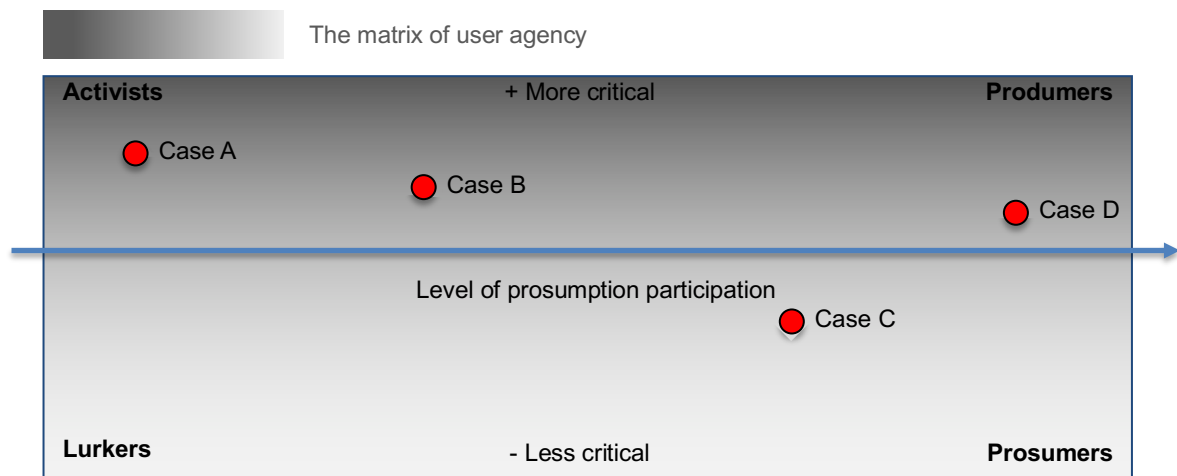 The matrix of user agency
Activists + More critical Produmers
Case A
Case B
Case D
Level of prosumption participation
Case C
Lurkers - Less critical Prosumers